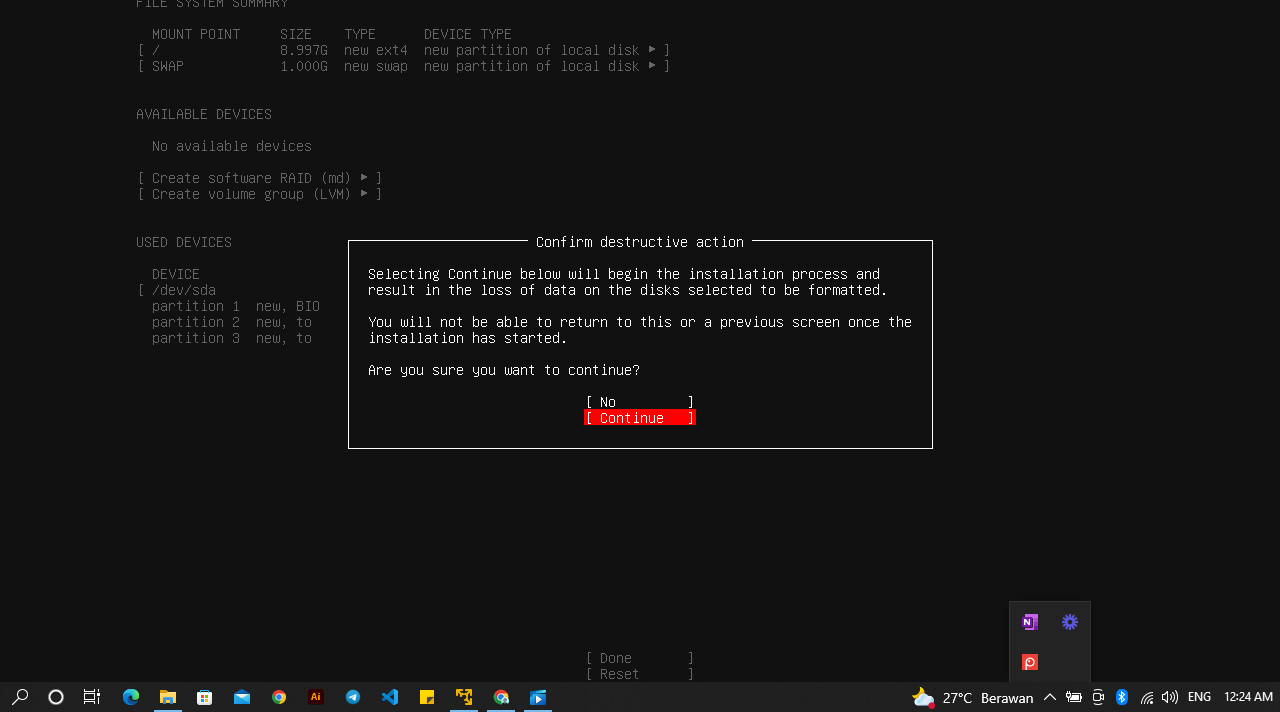 FILE SYSTEM SUMMARY
MOUNT POINT SIZE TYPE DEVICE TYPE
[ / 8.997G new ext4 new partition of local disk ▸ ]
[ SWAP 1.000G new swap new partition of local disk ▸ ]
AVAILABLE DEVICES
No available devices
[ Create software RAID (md) ▸ ]
[ Create volume group (LVM) ▸ ]
USED DEVICES
DEVICE
[ /dev/sda
partition 1 new, BIO
partition 2 new, to
partition 3 new, to
Confirm destructive action
Selecting Continue below will begin the installation process and
result in the loss of data on the disks selected to be formatted.
You will not be able to return to this or a previous screen once the
installation has started.
Are you sure you want to continue?
[ No ]
[ Continue ]
[ Done ]
[ Reset ]
N
Ai
27°C Berawan ENG 12:24 AM